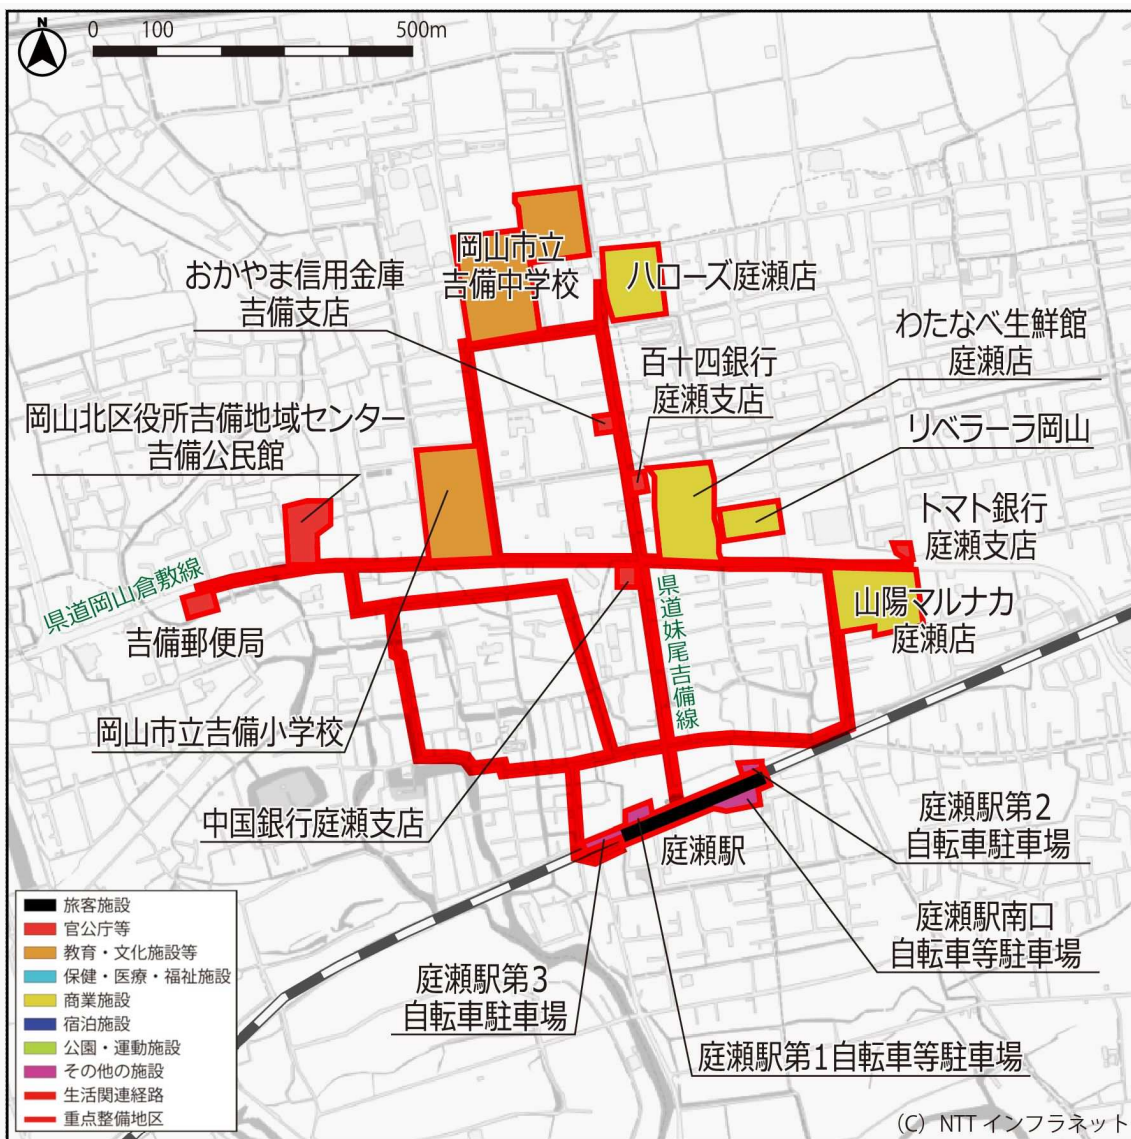 N
0 100 500m
岡山市立
吉備中学校
ハローズ庭瀬店
おかやま信用金庫
吉備支店
わたなべ生鮮館
庭瀬店
百十四銀行
庭瀬支店
リベラーラ岡山
岡山北区役所吉備地域センター
吉備公民館
トマト銀行
庭瀬支店
県道岡山倉敷線
吉備郵便局
県道妹尾吉備線
山陽マルナカ
庭瀬店
岡山市立吉備小学校
中国銀行庭瀬支店
庭瀬駅
庭瀬駅第2
自転車駐車場
庭瀬駅南口
自転車等駐車場
庭瀬駅第3
自転車駐車場
庭瀬駅第1自転車等駐車場
旅客施設
官公庁等
教育・文化施設等
保健・医療・福祉施設
商業施設
宿泊施設
公園・運動施設
その他の施設
生活関連経路
重点整備地区
(C) NTT インフラネット